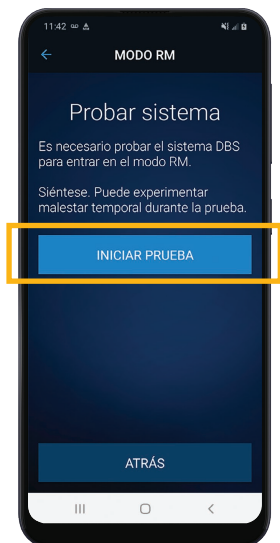 11:42
MODO RM
Probar sistema
Es necesario probar el sistema DBS
para entrar en el modo RM.
Siéntese. Puede experimentar
malestar temporal durante la prueba.
INICIAR PRUEBA
ATRÁS